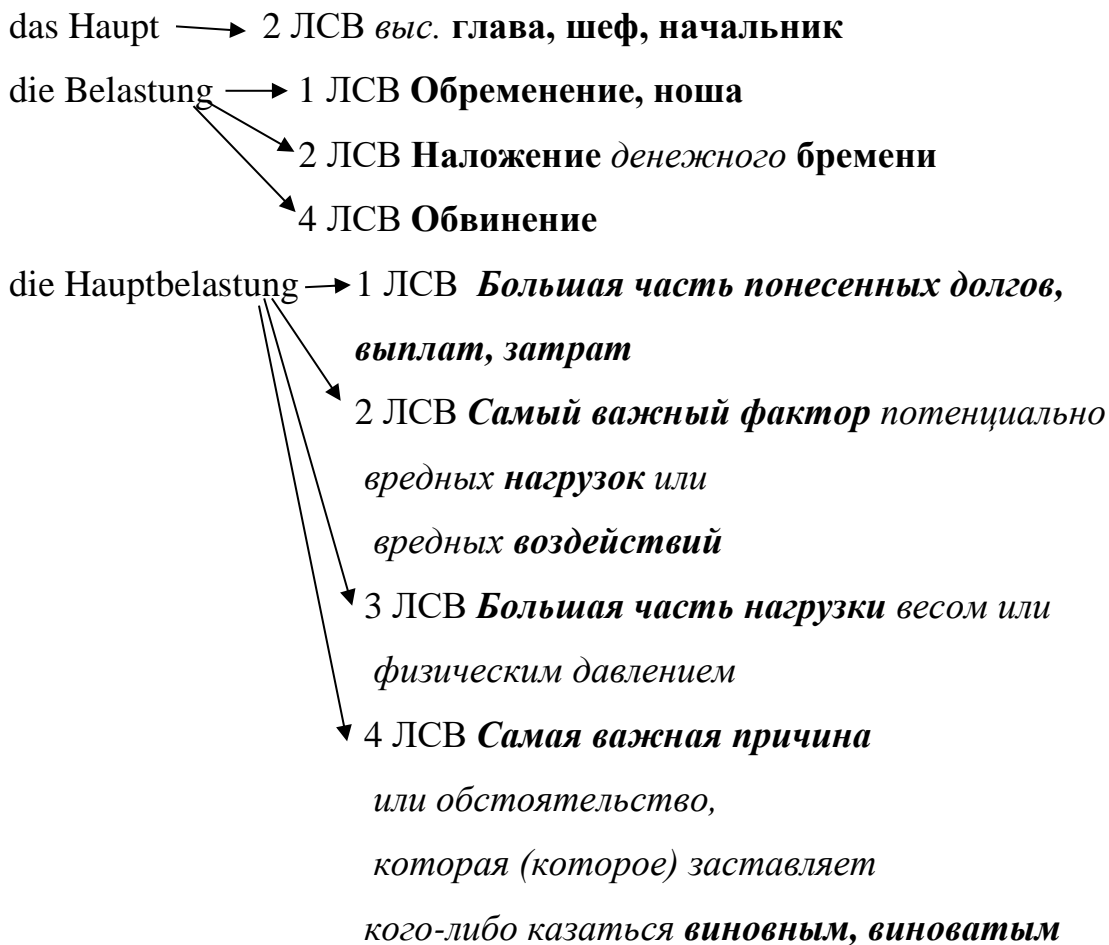 das Haupt 2 ЛСВ выс. глава, шеф, начальник
die Belastung 1 ЛСВ Обременение, ноша
2 ЛСВ Наложение денежного бремени
4 ЛСВ Обвинение
die Hauptbelastung 1 ЛСВ Большая часть понесенных долгов,
выплат, затрат
2 ЛСВ Самый важный фактор потенциально
вредных нагрузок или
вредных воздействий
3 ЛСВ Большая часть нагрузки весом или
физическим давлением
4 ЛСВ Самая важная причина
или обстоятельство,
которая (которое) заставляет
кого-либо казаться виновным, виноватым